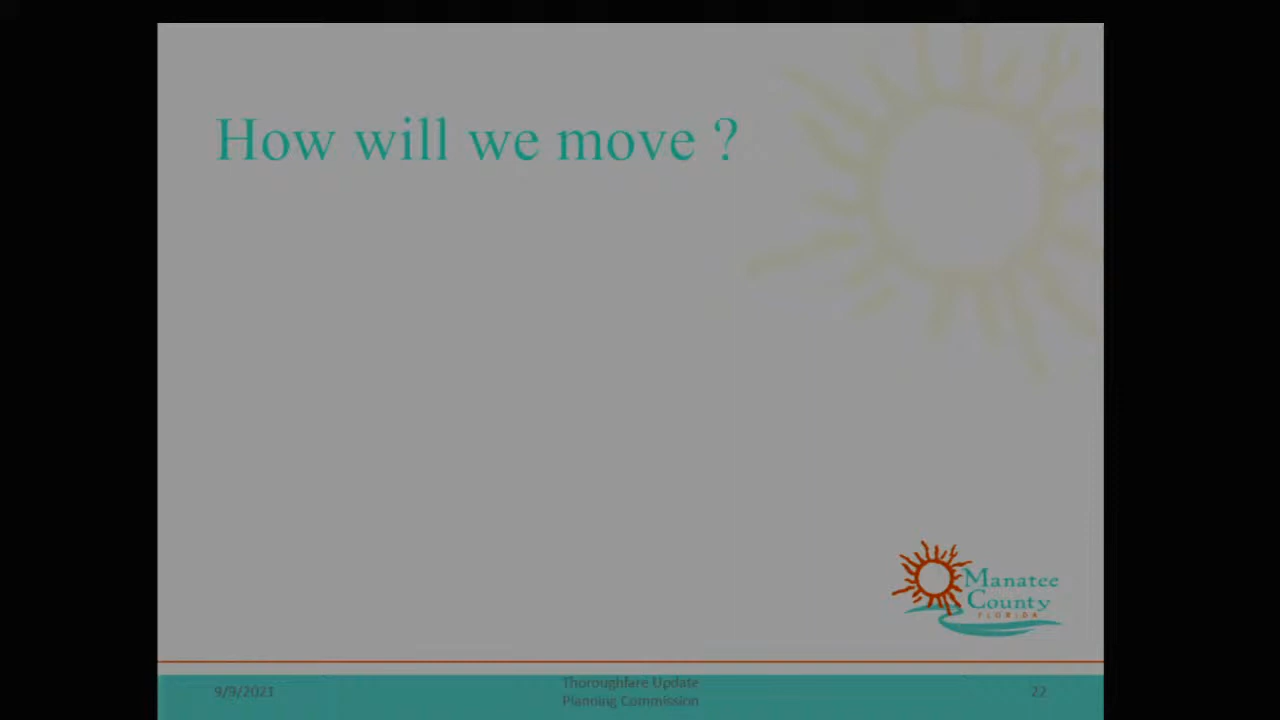 How will we move ?
Manatee
County
FLORIDA
9/9/2021
Thoroughfare Update
Planning Commission
22